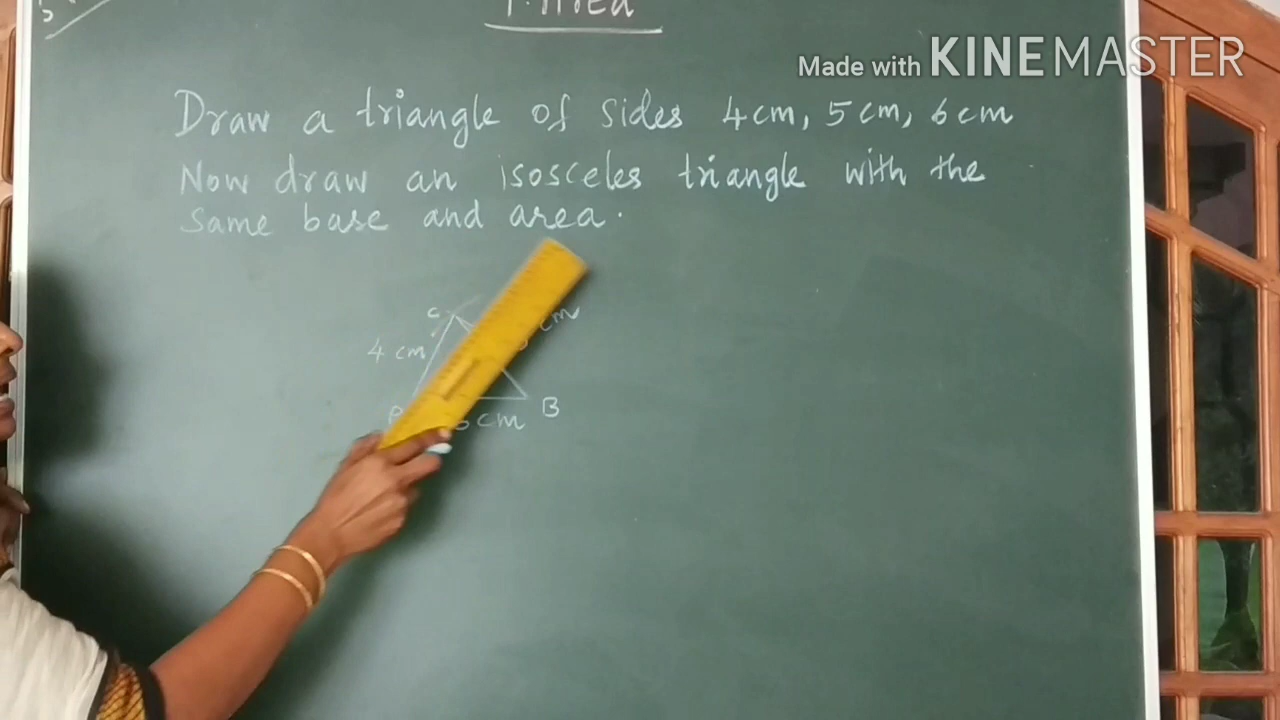 Made with KINEMASTER
Draw a triangle of sides 4cm, 5cm, 6cm
Now draw an isosceles triangle with the
same base and area.
C
cm
4 cm
B
cm